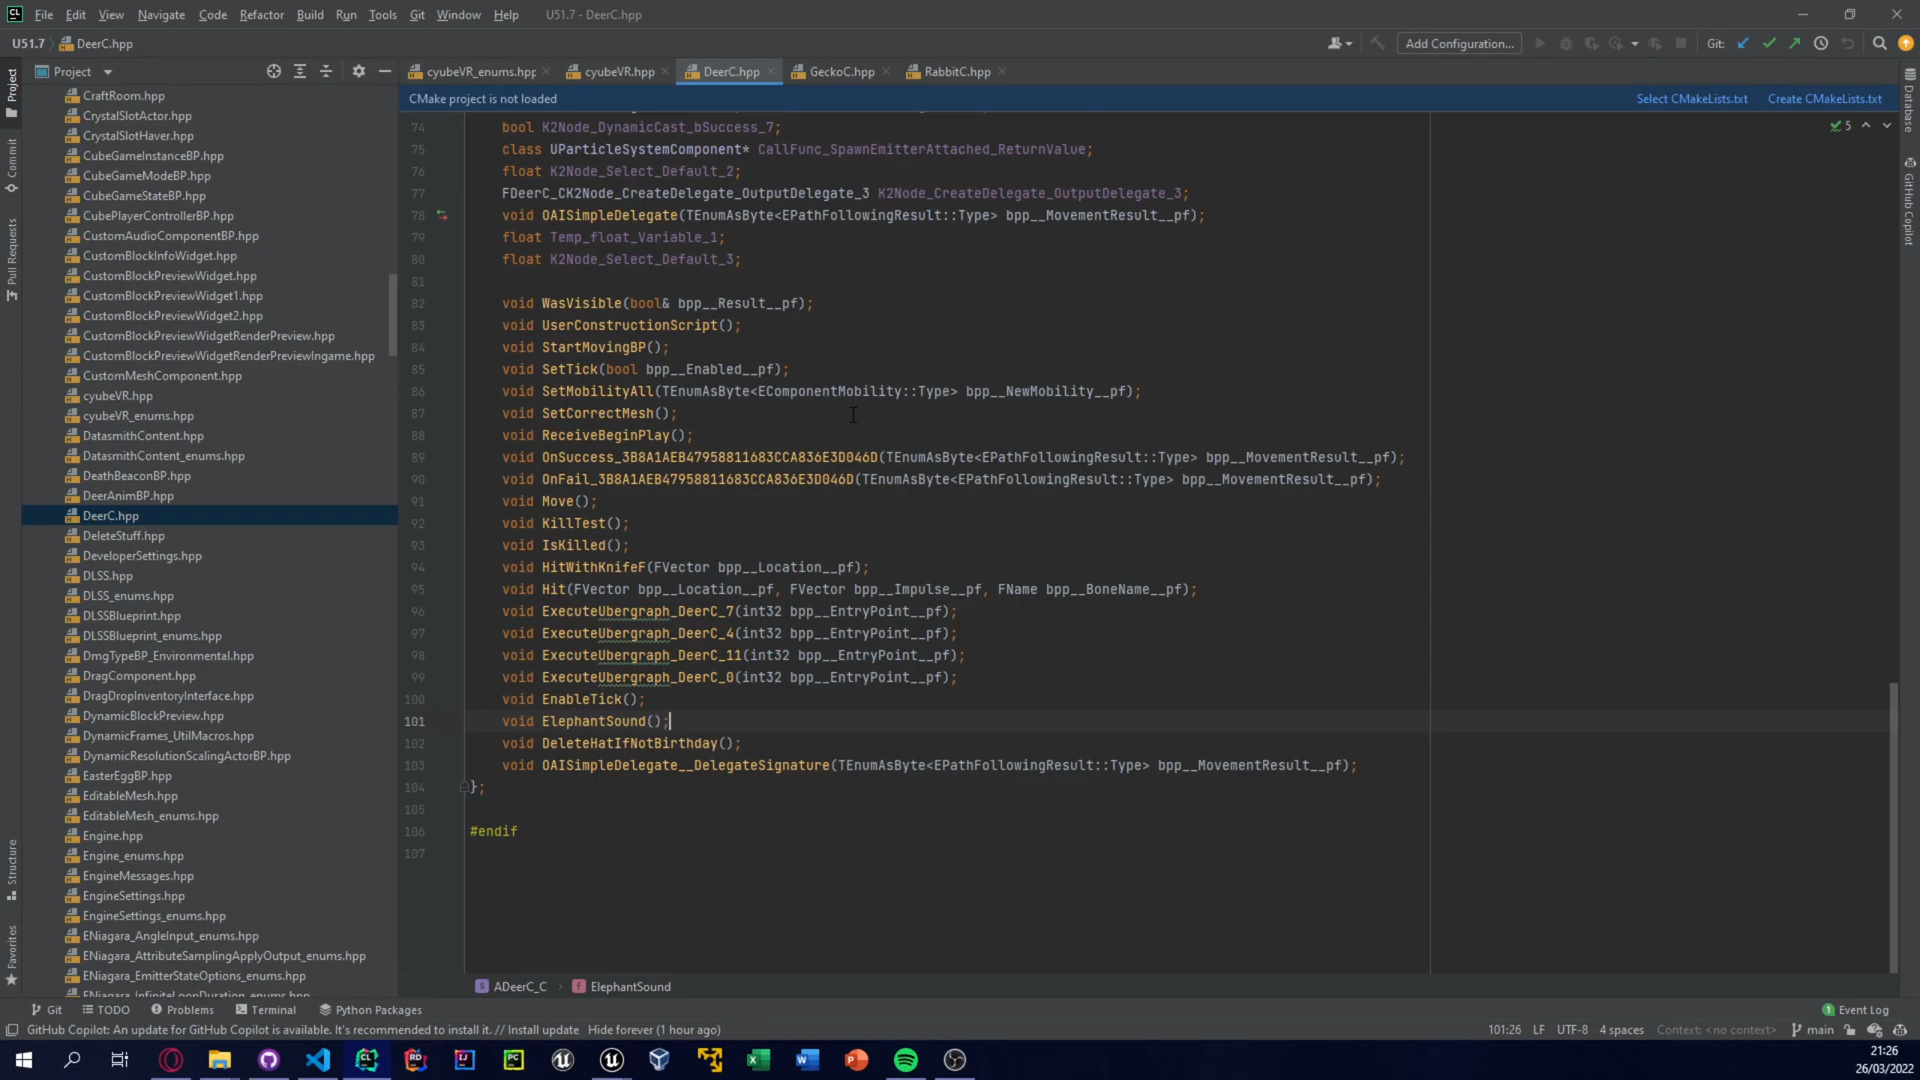 File Edit View Navigate Code Refactor Build Run Tools Git Window Help U51.7 - DeerC.hpp
U51.7 DeerC.hpp Add Configuration... Git:
Project cyubeVR_enums.hpp cyubeVR.hpp DeerC.hpp GeckoC.hpp RabbitC.hpp
CMake project is not loaded Select CMakeLists.txt Create CMakeLists.txt
Project
Commit
Pull Requests
Structure
Favorites
CraftRoom.hpp
CrystalSlotActor.hpp
CrystalSlotHaver.hpp
CubeGameInstanceBP.hpp
CubeGameModeBP.hpp
CubeGameStateBP.hpp
CubePlayerControllerBP.hpp
CustomAudioComponentBP.hpp
CustomBlockInfoWidget.hpp
CustomBlockPreviewWidget.hpp
CustomBlockPreviewWidget1.hpp
CustomBlockPreviewWidget2.hpp
CustomBlockPreviewWidgetRenderPreview.hpp
CustomBlockPreviewWidgetRenderPreviewIngame.hpp
CustomMeshComponent.hpp
cyubeVR.hpp
cyubeVR_enums.hpp
DatasmithContent.hpp
DatasmithContent_enums.hpp
DeathBeaconBP.hpp
DeerAnimBP.hpp
DeerC.hpp
DeleteStuff.hpp
DeveloperSettings.hpp
DLSS.hpp
DLSS_enums.hpp
DLSSBlueprint.hpp
DLSSBlueprint_enums.hpp
DmgTypeBP_Environmental.hpp
DragComponent.hpp
DragDropInventoryInterface.hpp
DynamicBlockPreview.hpp
DynamicFrames_UtilMacros.hpp
DynamicResolutionScalingActorBP.hpp
EasterEggBP.hpp
EditableMesh.hpp
EditableMesh_enums.hpp
Engine.hpp
Engine_enums.hpp
EngineMessages.hpp
EngineSettings.hpp
EngineSettings_enums.hpp
ENiagara_AngleInput_enums.hpp
ENiagara_AttributeSamplingApplyOutput_enums.hpp
ENiagara_EmitterStateOptions_enums.hpp
ENiagara_InfiniteLoopDuration_enums.hpp
74 bool K2Node_DynamicCast_bSuccess_7;
75 class UParticleSystemComponent* CallFunc_SpawnEmitterAttached_ReturnValue;
76 float K2Node_Select_Default_2;
77 FDeerC_CK2Node_CreateDelegate_OutputDelegate_3 K2Node_CreateDelegate_OutputDelegate_3;
78 void OAISimpleDelegate(TEnumAsByte<EPathFollowingResult::Type> bpp__MovementResult__pf);
79 float Temp_float_Variable_1;
80 float K2Node_Select_Default_3;
81
82 void WasVisible(bool& bpp__Result__pf);
83 void UserConstructionScript();
84 void StartMovingBP();
85 void SetTick(bool bpp__Enabled__pf);
86 void SetMobilityAll(TEnumAsByte<EComponentMobility::Type> bpp__NewMobility__pf);
87 void SetCorrectMesh();
88 void ReceiveBeginPlay();
89 void OnSuccess_3B8A1AEB47958811683CCA836E3D046D(TEnumAsByte<EPathFollowingResult::Type> bpp__MovementResult__pf);
90 void OnFail_3B8A1AEB47958811683CCA836E3D046D(TEnumAsByte<EPathFollowingResult::Type> bpp__MovementResult__pf);
91 void Move();
92 void KillTest();
93 void IsKilled();
94 void HitWithKnifeF(FVector bpp__Location__pf);
95 void Hit(FVector bpp__Location__pf, FVector bpp__Impulse__pf, FName bpp__BoneName__pf);
96 void ExecuteUbergraph_DeerC_7(int32 bpp__EntryPoint__pf);
97 void ExecuteUbergraph_DeerC_4(int32 bpp__EntryPoint__pf);
98 void ExecuteUbergraph_DeerC_11(int32 bpp__EntryPoint__pf);
99 void ExecuteUbergraph_DeerC_0(int32 bpp__EntryPoint__pf);
100 void EnableTick();
101 void ElephantSound();
102 void DeleteHatIfNotBirthday();
103 void OAISimpleDelegate__DelegateSignature(TEnumAsByte<EPathFollowingResult::Type> bpp__MovementResult__pf);
104 };
105
106 #endif
107
5
Database
GitHub Copilot
ADeerC_C ElephantSound
Git TODO Problems Terminal Python Packages 1 Event Log
GitHub Copilot: An update for GitHub Copilot is available. It's recommended to install it. // Install update Hide forever (1 hour ago) 101:26 LF UTF-8 4 spaces Context: <no context> main
21:26
26/03/2022